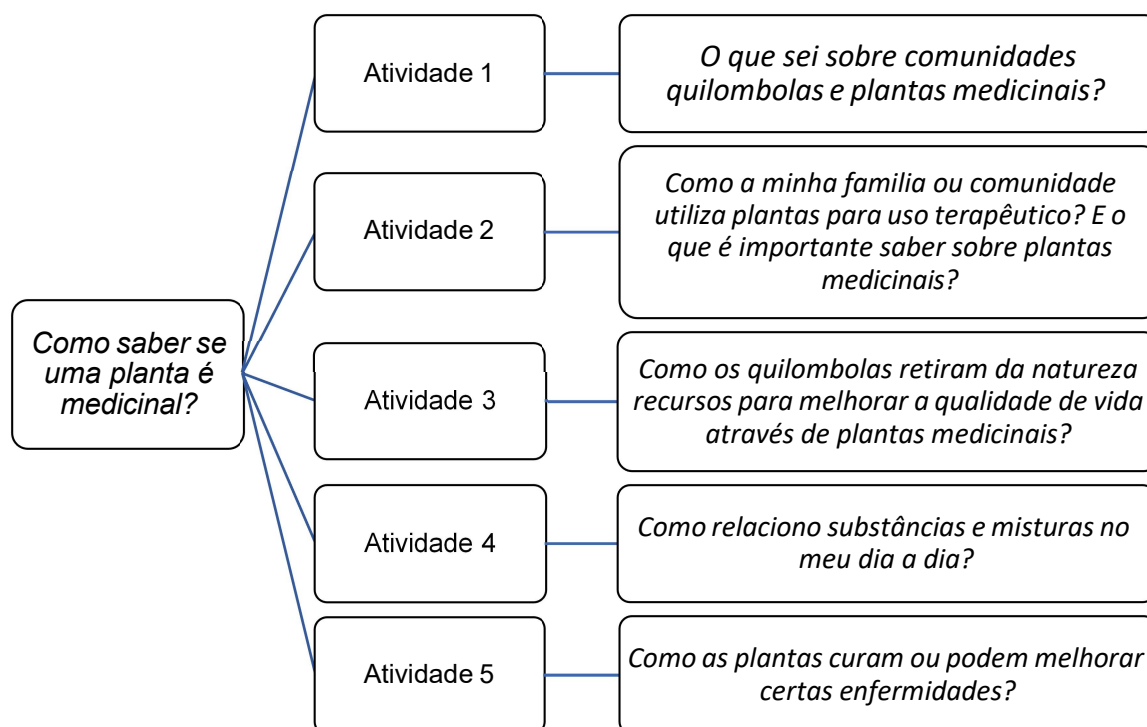 Como saber se
uma planta é
medicinal?
Atividade 1
O que sei sobre comunidades
quilombolas e plantas medicinais?
Atividade 2
Como a minha familia ou comunidade
utiliza plantas para uso terapêutico? E o
que é importante saber sobre plantas
medicinais?
Atividade 3
Como os quilombolas retiram da natureza
recursos para melhorar a qualidade de vida
através de plantas medicinais?
Atividade 4
Como relaciono substâncias e misturas no
meu dia a dia?
Atividade 5
Como as plantas curam ou podem melhorar
certas enfermidades?